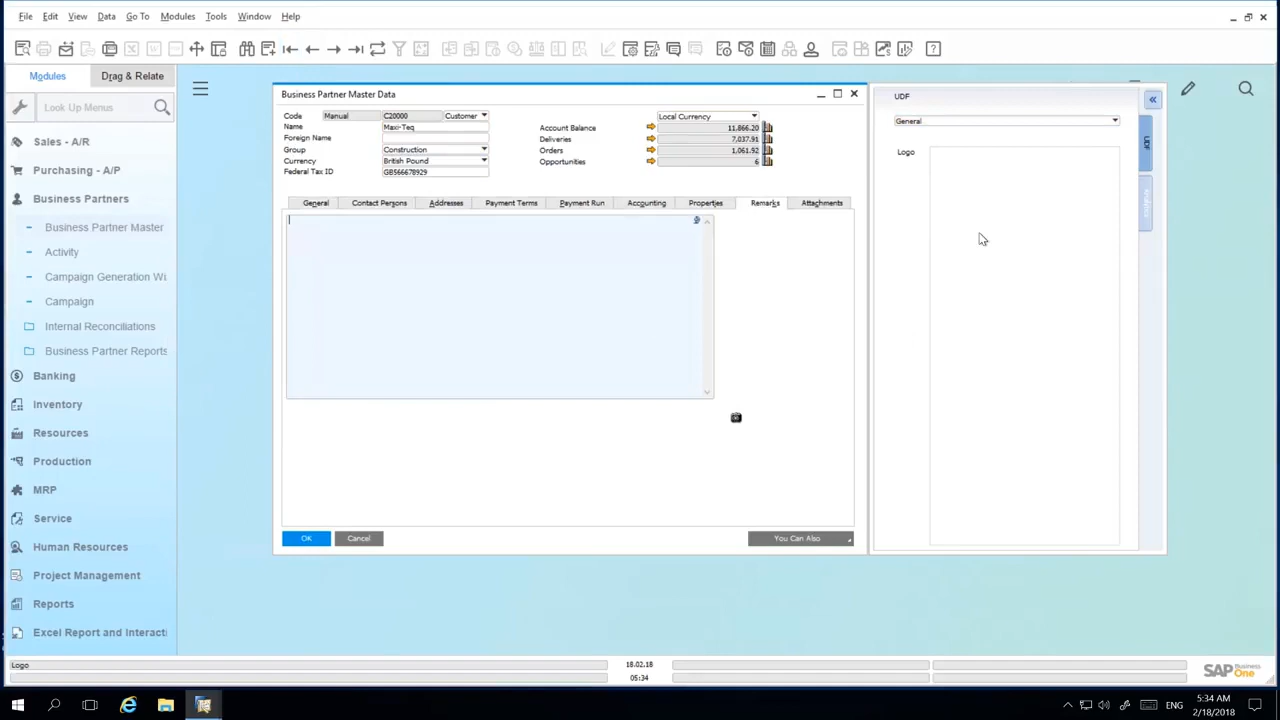 File Edit View Data Go To Modules Tools Window Help
Modules Drag & Relate
Look Up Menus
Sales - A/R
Purchasing - A/P
Business Partners
Business Partner Master
Activity
Campaign Generation Wi
Campaign
Internal Reconciliations
Business Partner Reports
Banking
Inventory
Resources
Production
MRP
Service
Human Resources
Project Management
Reports
Excel Report and Interacti
Business Partner Master Data
Code Manual C20000 Customer
Name Maxi-Teq
Foreign Name
Group Construction
Currency British Pound
Federal Tax ID GB566678929
Local Currency
Account Balance 11,866.20
Deliveries 7,037.91
Orders 1,061.92
Opportunities 6
General Contact Persons Addresses Payment Terms Payment Run Accounting Properties Remarks Attachments
OK Cancel You Can Also
UDF
General
Logo
UDF
Logo 18.02.18
05:34
SAP Business One
ENG
5:34 AM
2/18/2018